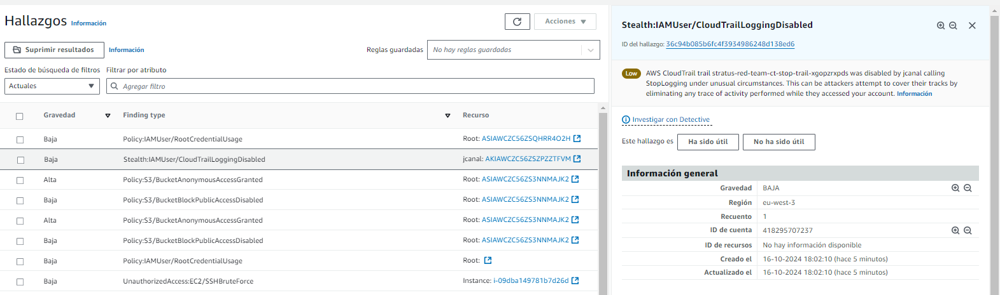 Hallazgos Información
Acciones
Suprimir resultados Información
Reglas guardadas No hay reglas guardadas
Estado de búsqueda de filtros Filtrar por atributo
Actuales Agregar filtro
Gravedad Finding type Recurso
Baja Policy:IAMUser/RootCredentialUsage Root: ASIAWCZC56ZSQHRR4O2H
Baja Stealth:IAMUser/CloudTrailLoggingDisabled jcanal: AKIAWCZC56ZSZPZZTFVM
Alta Policy:S3/BucketAnonymousAccessGranted Root: ASIAWCZC56ZS3NNMAJK2
Baja Policy:S3/BucketBlockPublicAccessDisabled Root: ASIAWCZC56ZS3NNMAJK2
Alta Policy:S3/BucketAnonymousAccessGranted Root: ASIAWCZC56ZS3NNMAJK2
Baja Policy:S3/BucketBlockPublicAccessDisabled Root: ASIAWCZC56ZS3NNMAJK2
Baja Policy:IAMUser/RootCredentialUsage Root:
Baja UnauthorizedAccess:EC2/SSHBruteForce Instance: i-09dba149781b7d26d
Stealth:IAMUser/CloudTrailLoggingDisabled
ID del hallazgo: 36c94b085b6fc4f3934986248d138ed6
Low AWS CloudTrail trail stratus-red-team-ct-stop-trail-xgopzrxpds was disabled by jcanal calling
StopLogging under unusual circumstances. This can be attackers attempt to cover their tracks by
eliminating any trace of activity performed while they accessed your account. Información
Investigar con Detective
Este hallazgo es Ha sido útil No ha sido útil
Información general
Gravedad BAJA
Región eu-west-3
Recuento 1
ID de cuenta 418295707237
ID de recursos No hay información disponible
Creado el 16-10-2024 18:02:10 (hace 5 minutos)
Actualizado el 16-10-2024 18:02:10 (hace 5 minutos)